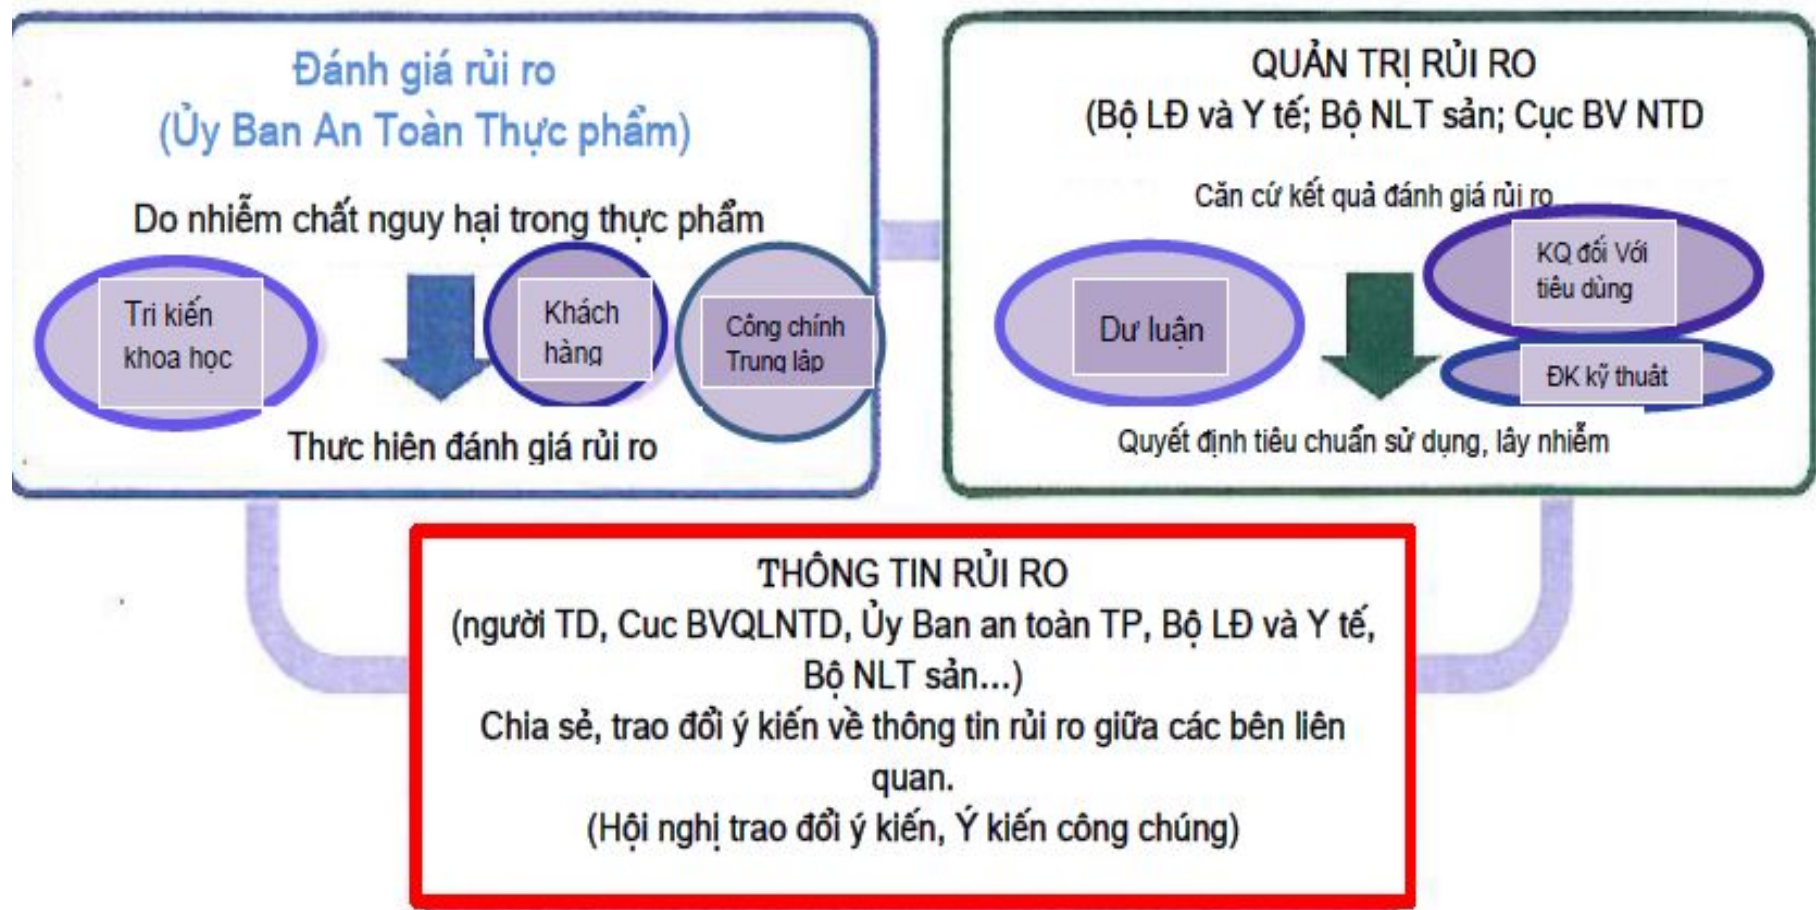 Đánh giá rủi ro
(Ủy Ban An Toàn Thực phẩm)
Do nhiễm chất nguy hại trong thực phẩm
Tri kiến
khoa học
Khách
hàng
Công chính
Trung lâp
Thưc hiên đánh giá rủi ro
QUẢN TRỊ RỦI RO
(Bộ LĐ và Y tế; Bộ NLT sản; Cục BV NTD
Căn cứ kết quả đánh giá rủi ro
Dư luận
KQ đối Với
tiêu dùng
ĐK kỹ thuât
Quyết định tiêu chuẩn sử dụng, lây nhiễm
THÔNG TIN RỦI RO
(người TD, Cuc BVQLNTD, Ủy Ban an toàn TP, Bộ LĐ và Y tế,
Bộ NLT sản...)
Chia sẻ, trao đổi ý kiến về thông tin rủi ro giữa các bên liên
quan.
(Hội nghị trao đổi ý kiến, Ý kiến công chúng)